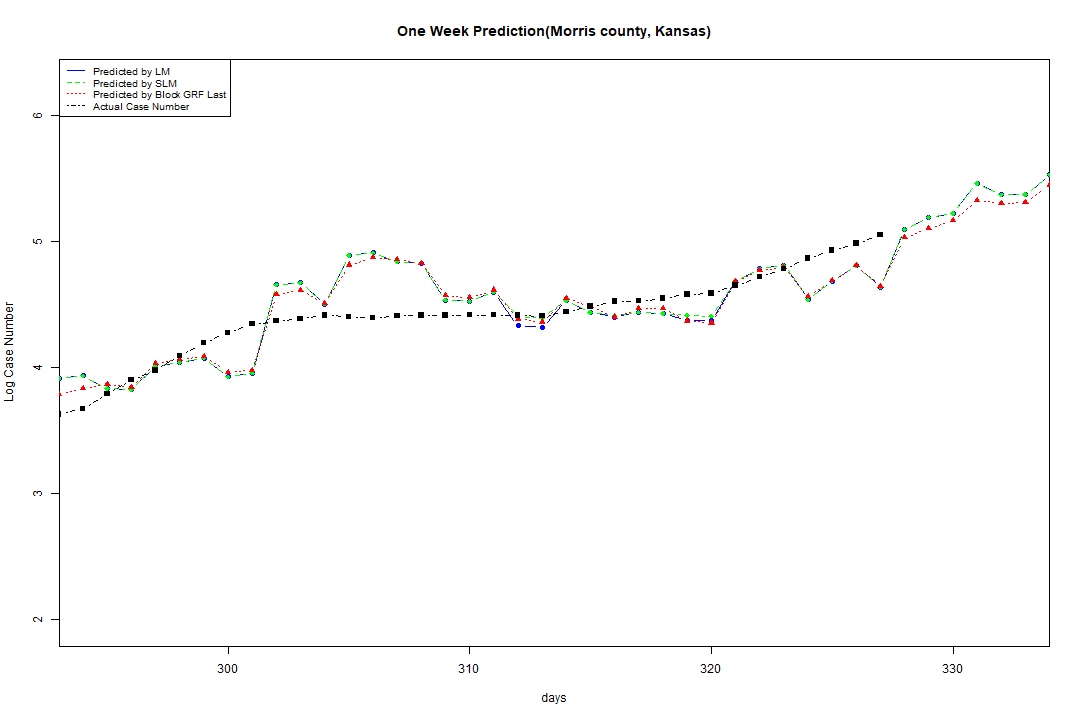 One Week Prediction(Morris county, Kansas)
Predicted by LM
Predicted by SLM
Predicted by Block GRF Last
Actual Case Number
6
5
4
3
2
Log Case Number
300 310 320 330
days